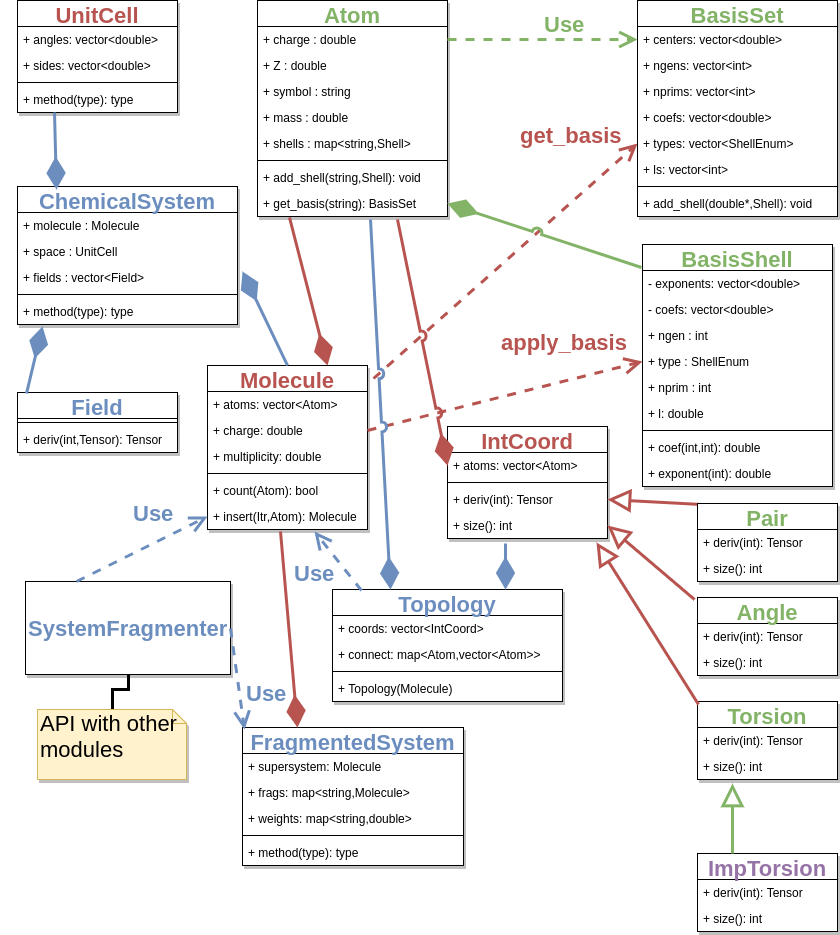 UnitCell
+ angles: vector<double>
+ sides: vector<double>
+ method(type): type
Atom
+ charge : double
+ Z : double
+ symbol : string
+ mass : double
+ shells : map<string,Shell>
+ add_shell(string,Shell): void
+ get_basis(string): BasisSet
Use
BasisSet
+ centers: vector<double>
+ ngens: vector<int>
+ nprims: vector<int>
+ coefs: vector<double>
+ types: vector<ShellEnum>
+ ls: vector<int>
+ add_shell(double*,Shell): void
get_basis
ChemicalSystem
+ molecule : Molecule
+ space : UnitCell
+ fields : vector<Field>
+ method(type): type
BasisShell
- exponents: vector<double>
- coefs: vector<double>
+ ngen : int
+ type : ShellEnum
+ nprim : int
+ l: double
+ coef(int,int): double
+ exponent(int): double
apply_basis
Field
+ deriv(int,Tensor): Tensor
Molecule
+ atoms: vector<Atom>
+ charge: double
+ multiplicity: double
+ count(Atom): bool
+ insert(Itr,Atom): Molecule
IntCoord
+ atoms: vector<Atom>
+ deriv(int): Tensor
+ size(): int
Pair
+ deriv(int): Tensor
+ size(): int
Use
Use
SystemFragmenter
Topology
+ coords: vector<IntCoord>
+ connect: map<Atom,vector<Atom>>
+ Topology(Molecule)
Angle
+ deriv(int): Tensor
+ size(): int
Use
API with other
modules
Torsion
+ deriv(int): Tensor
+ size(): int
FragmentedSystem
+ supersystem: Molecule
+ frags: map<string,Molecule>
+ weights: map<string,double>
+ method(type): type
ImpTorsion
+ deriv(int): Tensor
+ size(): int